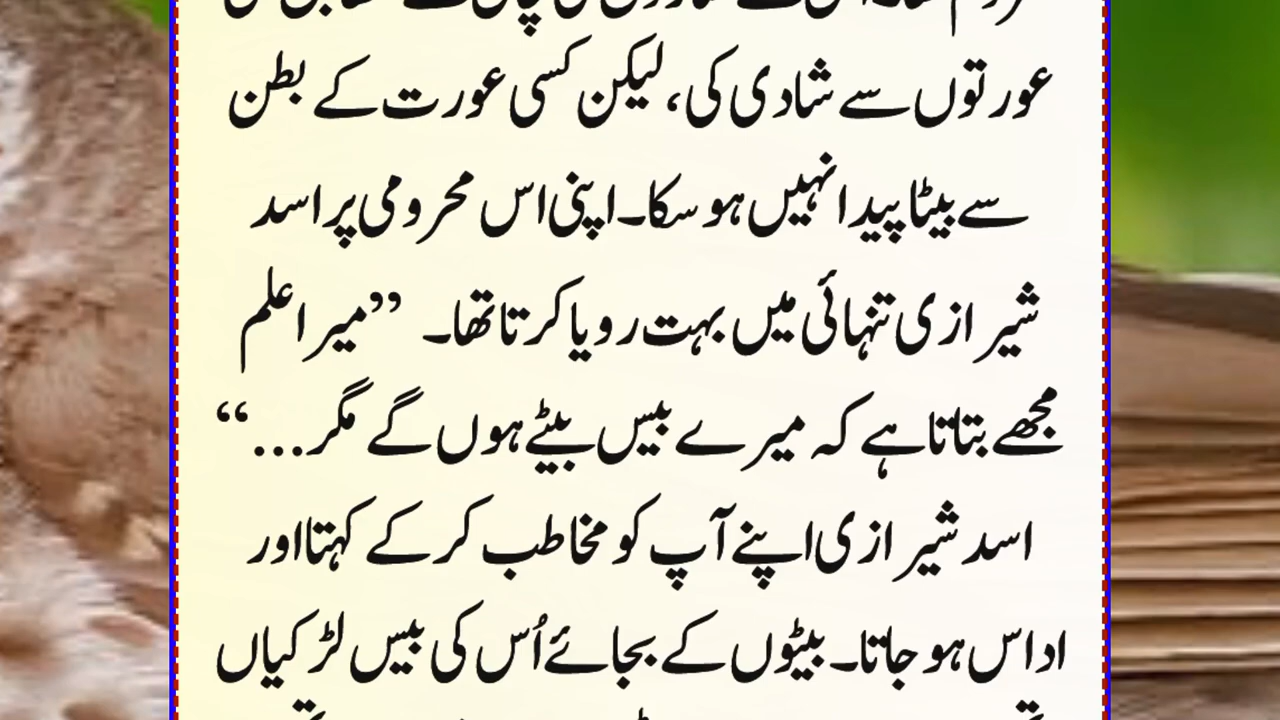 عورتوں سے شادی کی، لیکن کسی عورت کے بطن
سے بیٹا پیدا نہیں ہو سکا۔ اپنی اس محرومی پر اسد
شیرازی تنہائی میں بہت رویا کرتا تھا۔ ”میرا علم
مجھے بتاتا ہے کہ میرے بیس بیٹے ہوں گے مگر...“
اسد شیرازی اپنے آپ کو مخاطب کر کے کہتا اور
اداس ہو جاتا۔ بیٹوں کے بجائے اُس کی بیس لڑکیاں